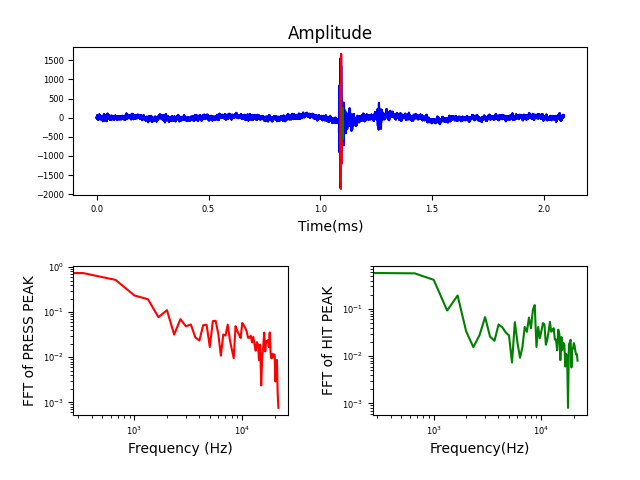 Amplitude
1500
1000
500
0
−500
−1000
−1500
−2000
0.0 0.5 1.0 1.5 2.0
Time(ms)
FFT of PRESS PEAK
10⁰
10⁻¹
10⁻²
10⁻³
10³ 10⁴
Frequency (Hz)
FFT of HIT PEAK
10⁻¹
10⁻²
10⁻³
10³ 10⁴
Frequency(Hz)